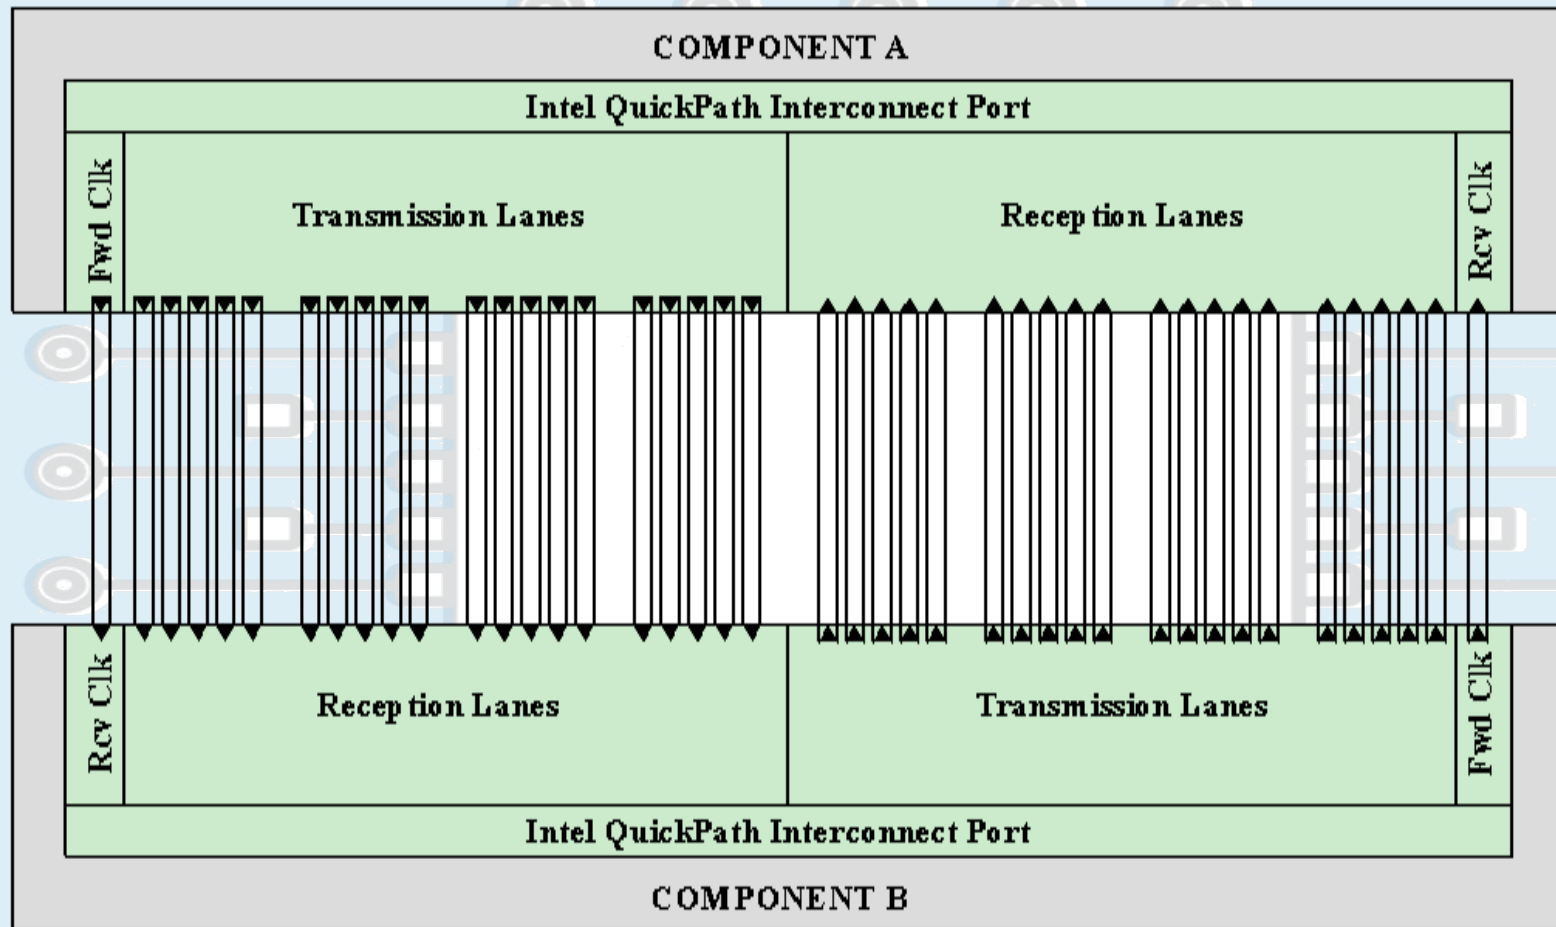 COMPONENT A
Intel QuickPath Interconnect Port
Fwd Clk
Transmission Lanes
Reception Lanes
Rcv Clk
Rcv Clk
Reception Lanes
Transmission Lanes
Fwd Clk
Intel QuickPath Interconnect Port
COMPONENT B